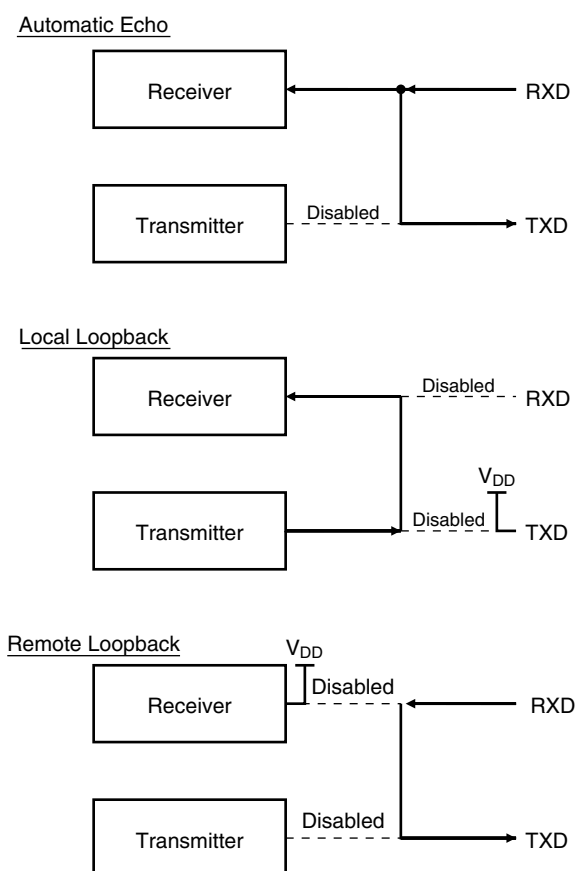 Automatic Echo
Receiver
RXD
Transmitter
Disabled
TXD
Local Loopback
Receiver
Disabled
RXD
VDD
Transmitter
Disabled
TXD
Remote Loopback
VDD
Receiver
Disabled
RXD
Transmitter
Disabled
TXD